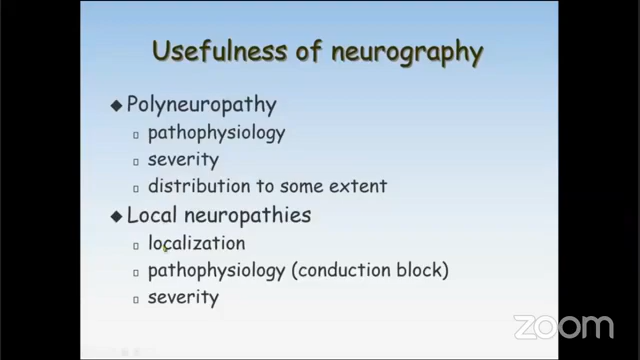 Usefulness of neurography
Polyneuropathy
pathophysiology
severity
distribution to some extent
Local neuropathies
localization
pathophysiology (conduction block)
severity
zoom